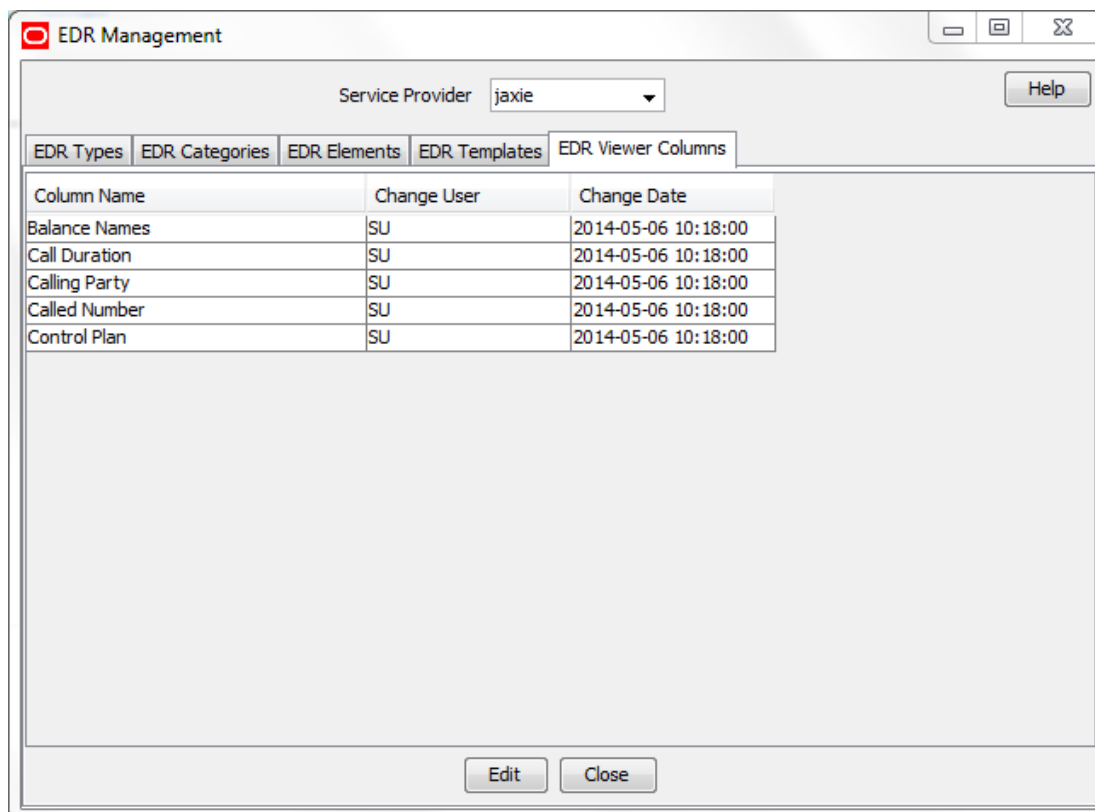 EDR Management
Service Provider jaxie Help
EDR Types EDR Categories EDR Elements EDR Templates EDR Viewer Columns
Column Name Change User Change Date
Balance Names SU 2014-05-06 10:18:00
Call Duration SU 2014-05-06 10:18:00
Calling Party SU 2014-05-06 10:18:00
Called Number SU 2014-05-06 10:18:00
Control Plan SU 2014-05-06 10:18:00
Edit Close